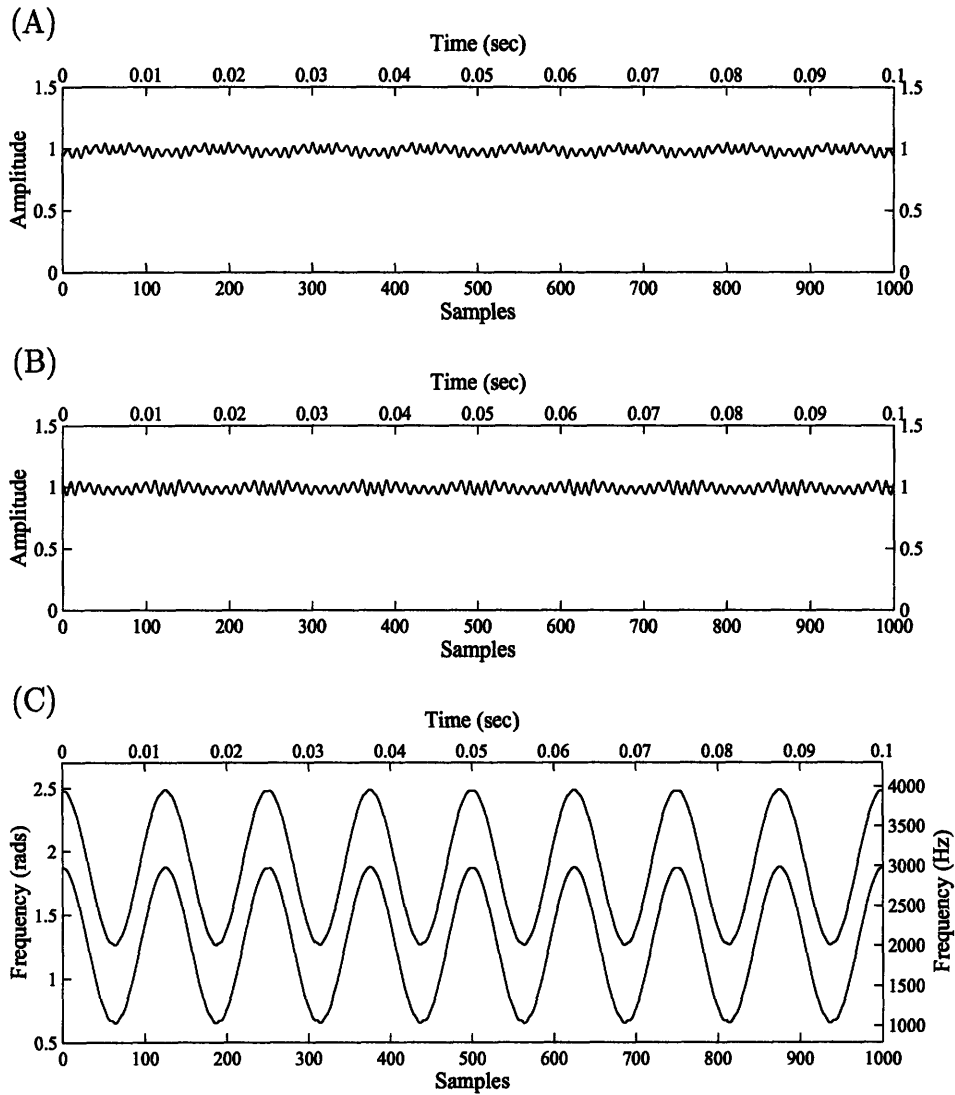 (A)
Time (sec)
0 0.01 0.02 0.03 0.04 0.05 0.06 0.07 0.08 0.09 0.1
1.5 1.5
1 1
0.5 0.5
0 0
Amplitude
0 100 200 300 400 500 600 700 800 900 1000
Samples
(B)
Time (sec)
0 0.01 0.02 0.03 0.04 0.05 0.06 0.07 0.08 0.09 0.1
1.5 1.5
1 1
0.5 0.5
0 0
Amplitude
0 100 200 300 400 500 600 700 800 900 1000
Samples
(C)
Time (sec)
0 0.01 0.02 0.03 0.04 0.05 0.06 0.07 0.08 0.09 0.1
2.5 4000
3500
2 3000
1.5 2500
2000
1 1500
1000
0.5
Frequency (rads)
Frequency (Hz)
0 100 200 300 400 500 600 700 800 900 1000
Samples